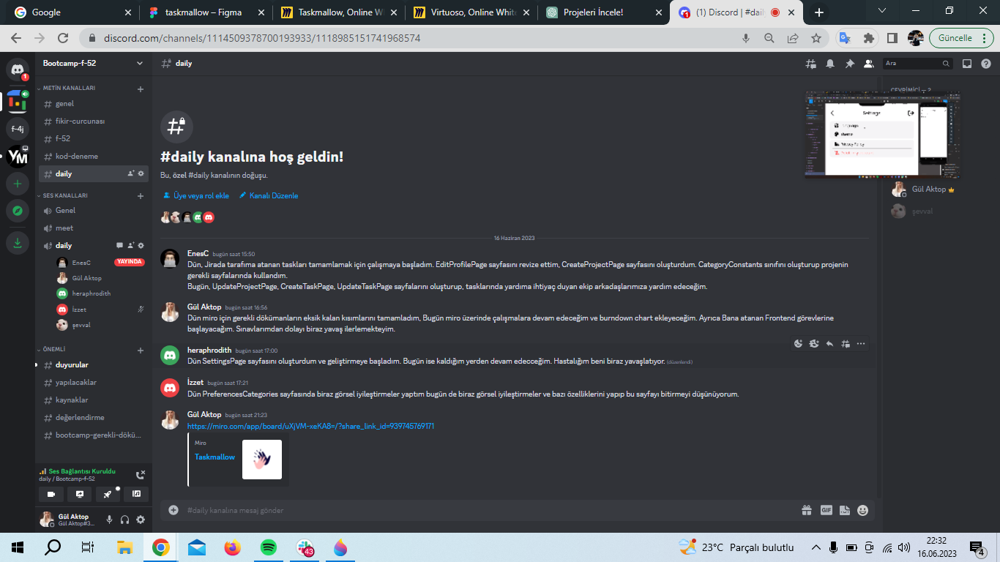 Google
taskmallow – Figma
Taskmallow, Online W
Virtuoso, Online White
Projeleri İncele!
(1) Discord | #daily
discord.com/channels/1114509378700193933/1118985151741968574
Güncelle
1
Bootcamp-f-52
daily
Ara
METİN KANALLARI
genel
fikir-curcunası
f-52
kod-deneme
daily
f-4j
YM
SES KANALLARI
Genel
meet
daily
EnesC
YAYINDA
Gül Aktop
heraphrodith
İzzet
şevval
ÖNEMLİ
duyurular
yapılacaklar
kaynaklar
değerlendirme
bootcamp-gerekli-dökü...
Ses Bağlantısı Kuruldu
daily / Bootcamp-f-52
Gül Aktop
Gül Aktop#3...
#daily kanalına hoş geldin!
Bu, özel #daily kanalının doğuşu.
Üye veya rol ekle
Kanalı Düzenle
16 Haziran 2023
EnesC bugün saat 15:50
Dün, Jirada tarafıma atanan taskları tamamlamak için çalışmaya başladım. EditProfilePage sayfasını revize ettim, CreateProjectPage sayfasını oluşturdum. CategoryConstants sınıfını oluşturup projenin
gerekli sayfalarında kullandım.
Bugün, UpdateProjectPage, CreateTaskPage, UpdateTaskPage sayfalarını oluşturup, tasklarında yardıma ihtiyaç duyan ekip arkadaşlarımıza yardım edeceğim.
Gül Aktop bugün saat 16:56
Dün miro için gerekli dökümanların eksik kalan kısımlarını tamamladım, Bugün miro üzerinde çalışmalara devam edeceğim ve burndown chart ekleyeceğim. Ayrıca Bana atanan Frontend görevlerine
başlayacağım. Sınavlarımdan dolayı biraz yavaş ilerlemekteyim.
heraphrodith bugün saat 17:00
Dün SettingsPage sayfasını oluşturdum ve geliştirmeye başladım. Bugün ise kaldığım yerden devam edecceğim. Hastalığım beni biraz yavaşlatıyor. (düzenlendi)
İzzet bugün saat 17:21
Dün PreferencesCategories sayfasında biraz görsel iyileştirmeler yaptım bugün de biraz görsel iyileştirmeler ve bazı özelliklerini yapıp bu sayfayı bitirmeyi düşünüyorum.
Gül Aktop bugün saat 21:23
https://miro.com/app/board/uXjVM-xeKA8=/?share_link_id=939745769171
Miro
Taskmallow
#daily kanalına mesaj gönder
GIF
ÇEVRİMİÇİ — 2
Settings
Theme
Privacy Policy
Gül Aktop
şevval
43
23°C Parçalı bulutlu
22:32
16.06.2023
4